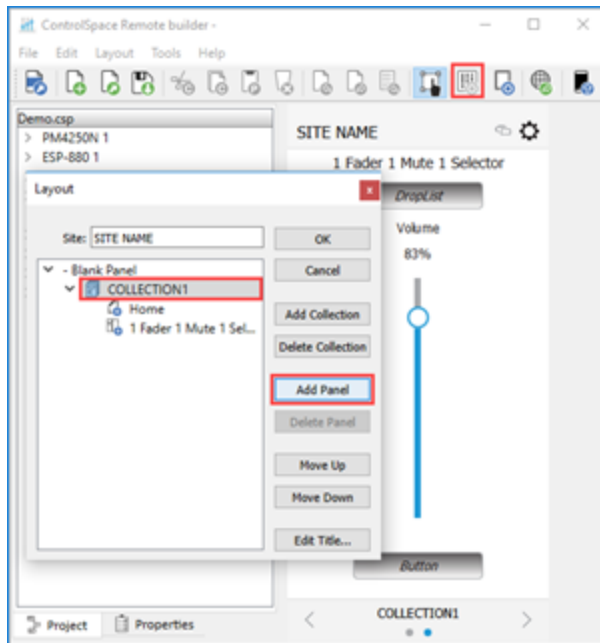 ControlSpace Remote builder -
File Edit Layout Tools Help
Demo.csp
PM4250N 1
ESP-880 1
SITE NAME
1 Fader 1 Mute 1 Selector
DropList
Volume
83%
Layout
Site: SITE NAME
OK
- Blank Panel
Cancel
COLLECTION1
Home
Add Collection
1 Fader 1 Mute 1 Sel...
Delete Collection
Add Panel
Delete Panel
Move Up
Move Down
Edit Title...
Button
COLLECTION1
Project Properties